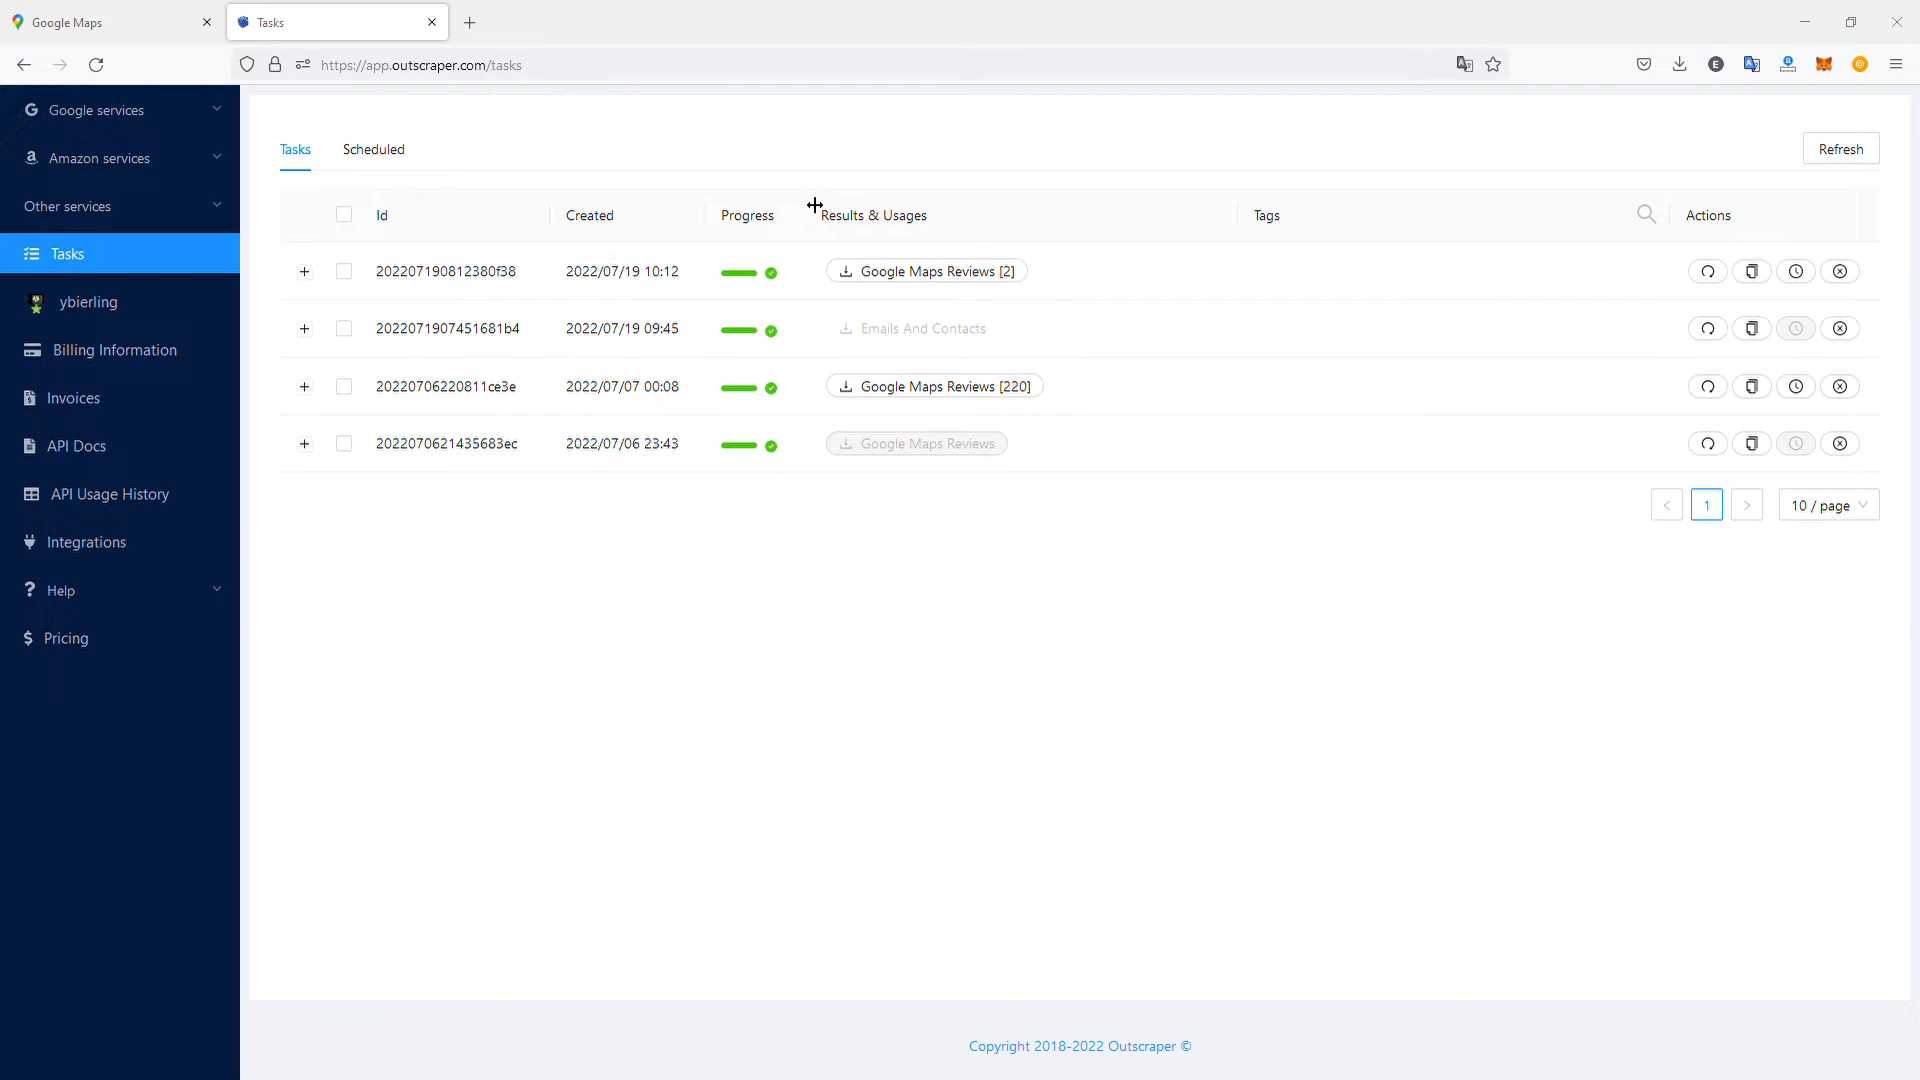 Google Maps
Tasks
https://app.outscraper.com/tasks
Google services
Amazon services
Other services
Tasks
ybierling
Billing Information
Invoices
API Docs
API Usage History
Integrations
Help
Pricing
Tasks Scheduled Refresh
Id Created Progress Results & Usages Tags Actions
202207190812380f38 2022/07/19 10:12 Google Maps Reviews [2]
2022071907451681b4 2022/07/19 09:45 Emails And Contacts
20220706220811ce3e 2022/07/07 00:08 Google Maps Reviews [220]
2022070621435683ec 2022/07/06 23:43 Google Maps Reviews
< 1 > 10 / page
Copyright 2018-2022 Outscraper ©